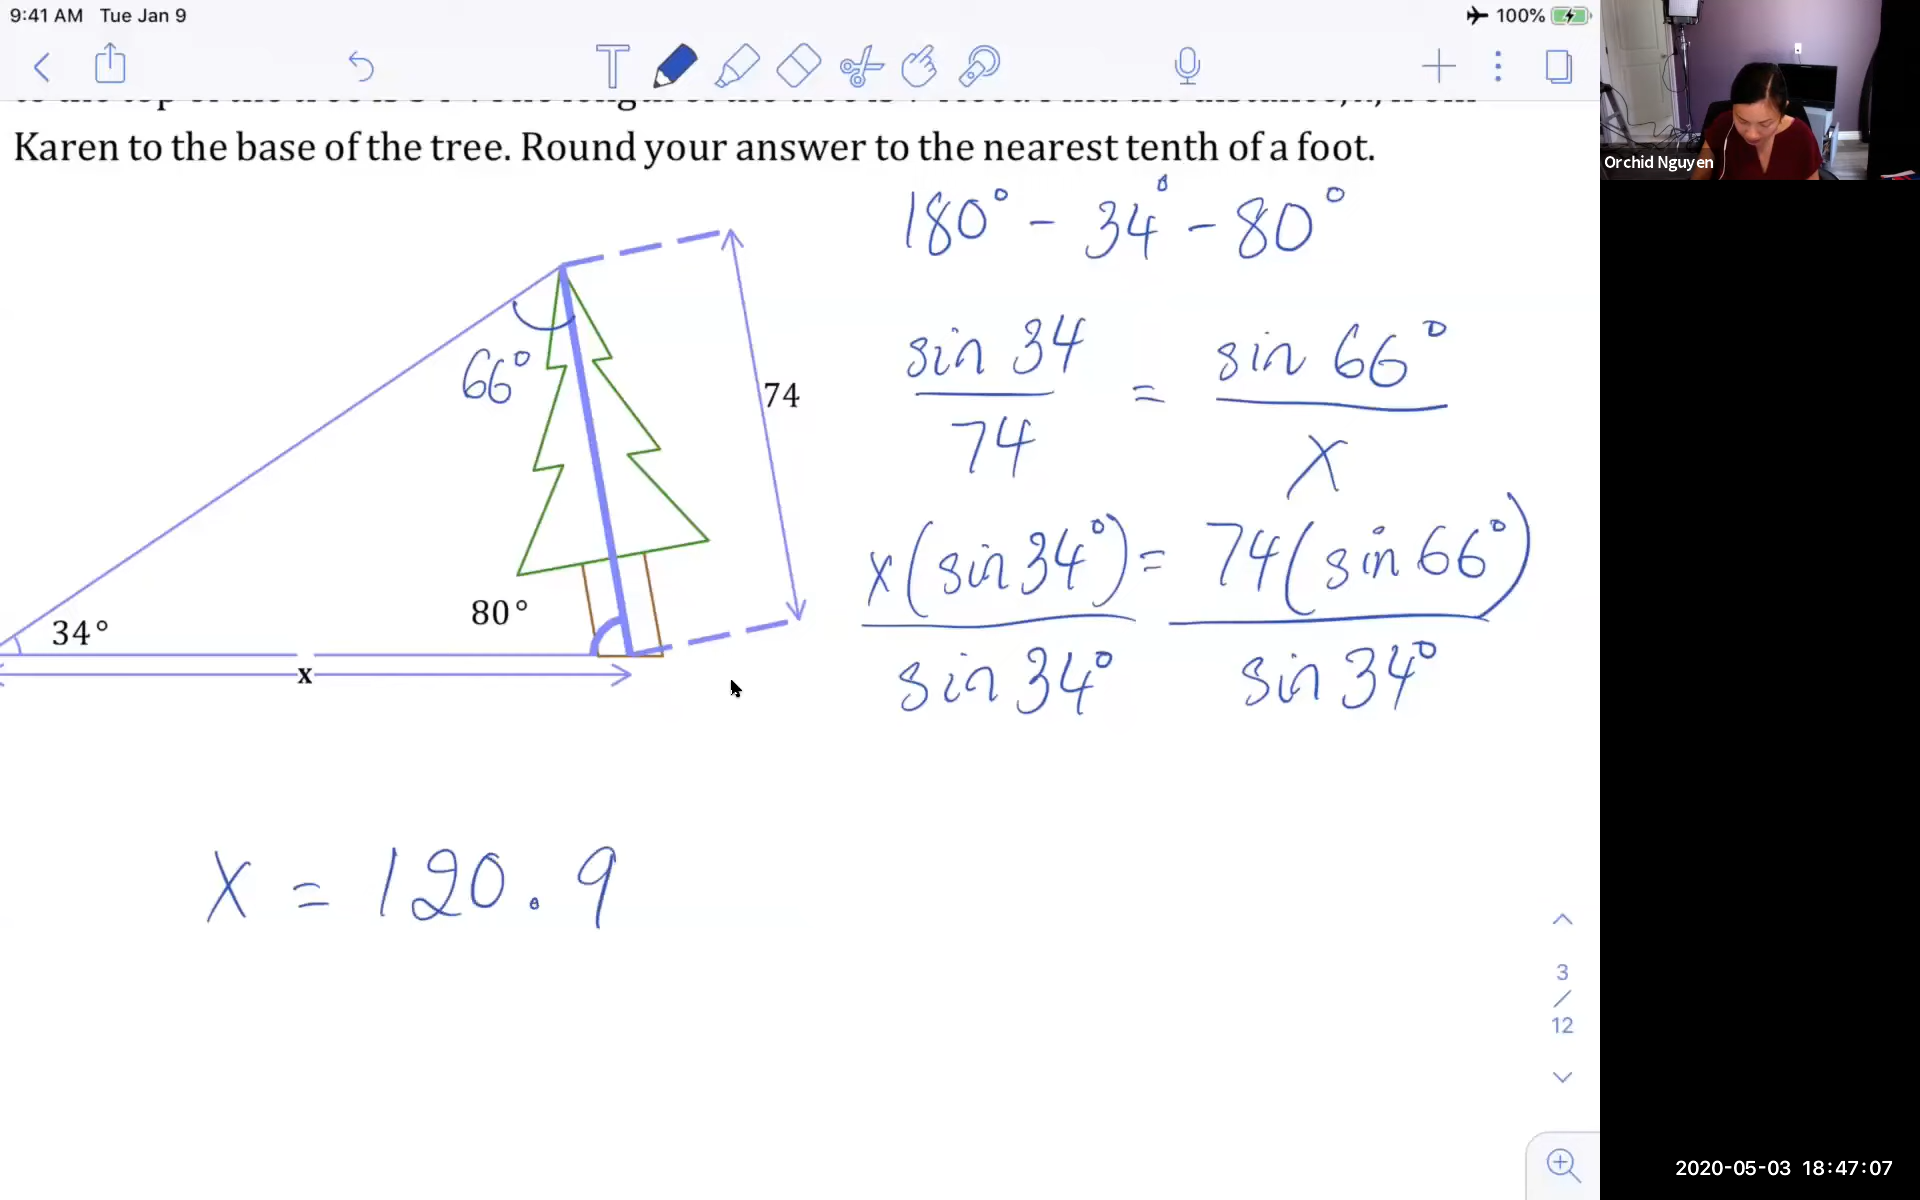 9:41 AM Tue Jan 9
100%
Karen to the base of the tree. Round your answer to the nearest tenth of a foot.
Orchid Nguyen
180° - 34° - 80°
sin 34 / 74 = sin 66° / x
66°
74
x(sin 34°) / sin 34° = 74(sin 66°) / sin 34°
80°
34°
x
x = 120.9
3
/
12
2020-05-03 18:47:07